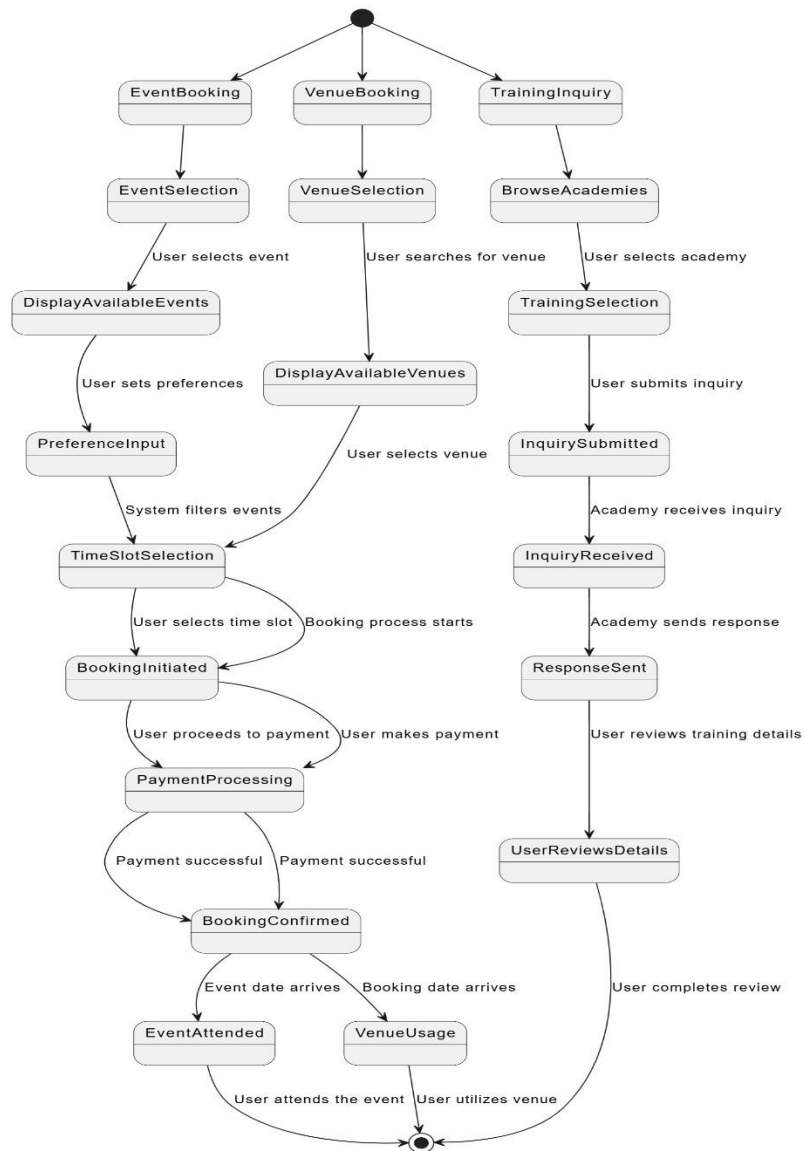 EventBooking
VenueBooking
TrainingInquiry
EventSelection
VenueSelection
BrowseAcademies
User selects event
User searches for venue
User selects academy
DisplayAvailableEvents
TrainingSelection
DisplayAvailableVenues
User sets preferences
User submits inquiry
PreferenceInput
User selects venue
InquirySubmitted
System filters events
Academy receives inquiry
TimeSlotSelection
InquiryReceived
User selects time slot
Booking process starts
Academy sends response
BookingInitiated
ResponseSent
User proceeds to payment
User makes payment
User reviews training details
PaymentProcessing
UserReviewsDetails
Payment successful
Payment successful
BookingConfirmed
Event date arrives
Booking date arrives
User completes review
EventAttended
VenueUsage
User attends the event
User utilizes venue